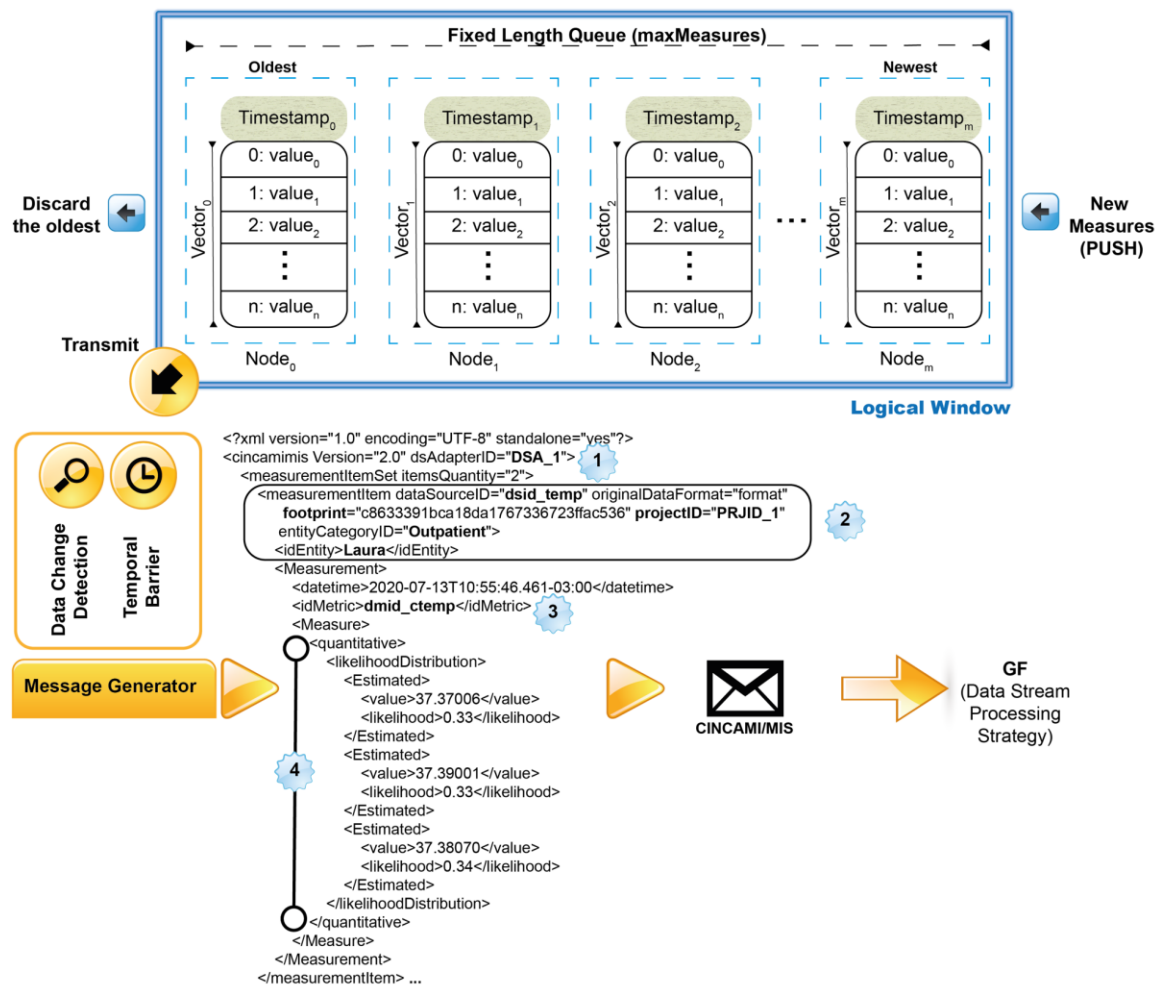 Fixed Length Queue (maxMeasures)
Oldest
Newest
Timestamp0
Timestamp1
Timestamp2
Timestampm
Vector0
0: value0
1: value1
2: value2
⋮
n: valuen
Vector1
0: value0
1: value1
2: value2
⋮
n: valuen
Vector2
0: value0
1: value1
2: value2
⋮
n: valuen
...
Vectorm
0: value0
1: value1
2: value2
⋮
n: valuen
Node0
Node1
Node2
Nodem
Discard
the oldest
New
Measures
(PUSH)
Transmit
Logical Window
Data Change
Detection
Temporal
Barrier
Message Generator
<?xml version="1.0" encoding="UTF-8" standalone="yes"?>
<cincamimis Version="2.0" dsAdapterID="DSA_1">
1
<measurementItemSet itemsQuantity="2">
<measurementItem dataSourceID="dsid_temp" originalDataFormat="format"
footprint="c8633391bca18da1767336723ffac536" projectID="PRJID_1"
2
entityCategoryID="Outpatient">
<idEntity>Laura</idEntity>
<Measurement>
<datetime>2020-07-13T10:55:46.461-03:00</datetime>
<idMetric>dmid_ctemp</idMetric>
3
<Measure>
<quantitative>
<likelihoodDistribution>
<Estimated>
<value>37.37006</value>
<likelihood>0.33</likelihood>
</Estimated>
<Estimated>
4
<value>37.39001</value>
<likelihood>0.33</likelihood>
</Estimated>
<Estimated>
<value>37.38070</value>
<likelihood>0.34</likelihood>
</Estimated>
</likelihoodDistribution>
</quantitative>
</Measure>
</Measurement>
</measurementItem> ...
CINCAMI/MIS
GF
(Data Stream
Processing
Strategy)